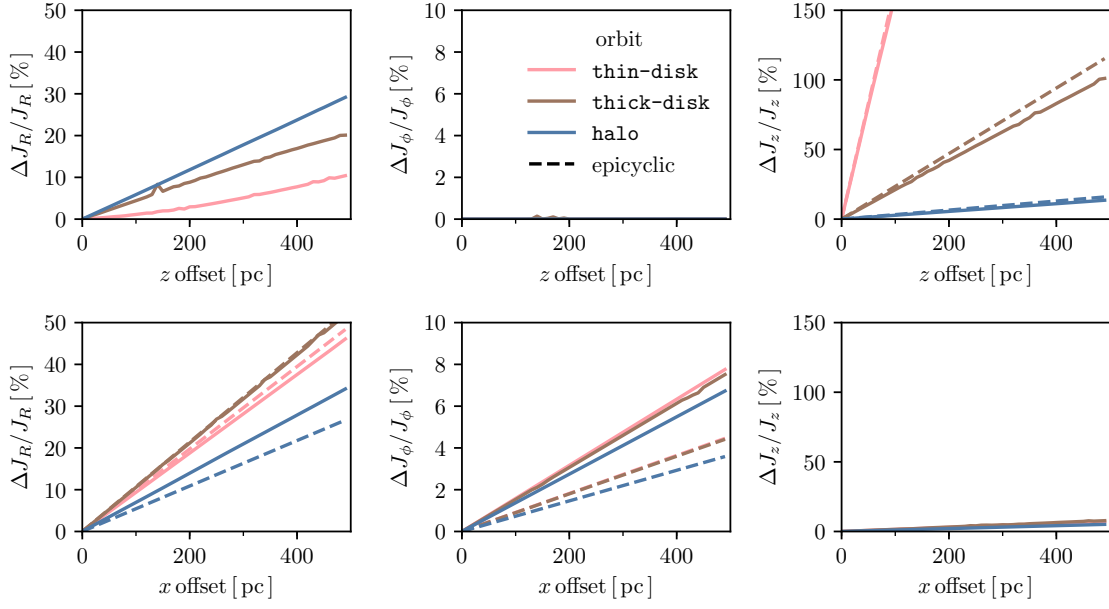 50
40
30
20
10
0
ΔJ_R/J_R [%]
0 200 400
z offset [pc]
10
8
6
4
2
0
ΔJ_ϕ/J_ϕ [%]
orbit
thin-disk
thick-disk
halo
epicyclic
0 200 400
z offset [pc]
150
100
50
0
ΔJ_z/J_z [%]
0 200 400
z offset [pc]
50
40
30
20
10
0
ΔJ_R/J_R [%]
0 200 400
x offset [pc]
10
8
6
4
2
0
ΔJ_ϕ/J_ϕ [%]
0 200 400
x offset [pc]
150
100
50
0
ΔJ_z/J_z [%]
0 200 400
x offset [pc]